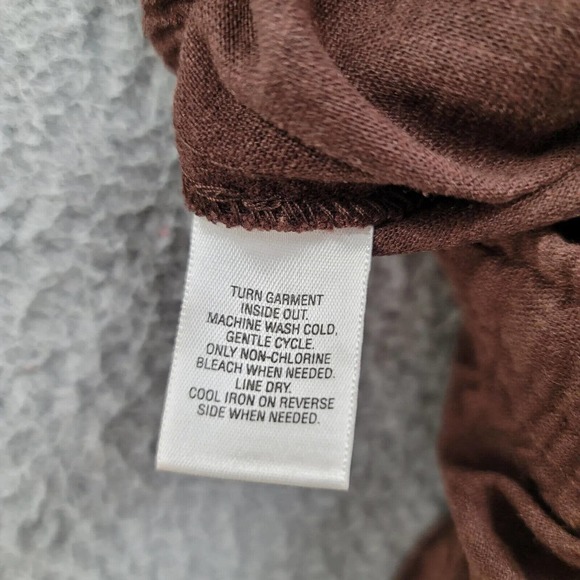 TURN GARMENT
INSIDE OUT.
MACHINE WASH COLD,
GENTLE CYCLE.
ONLY NON-CHLORINE
BLEACH WHEN NEEDED.
LINE DRY.
COOL IRON ON REVERSE
SIDE WHEN NEEDED.